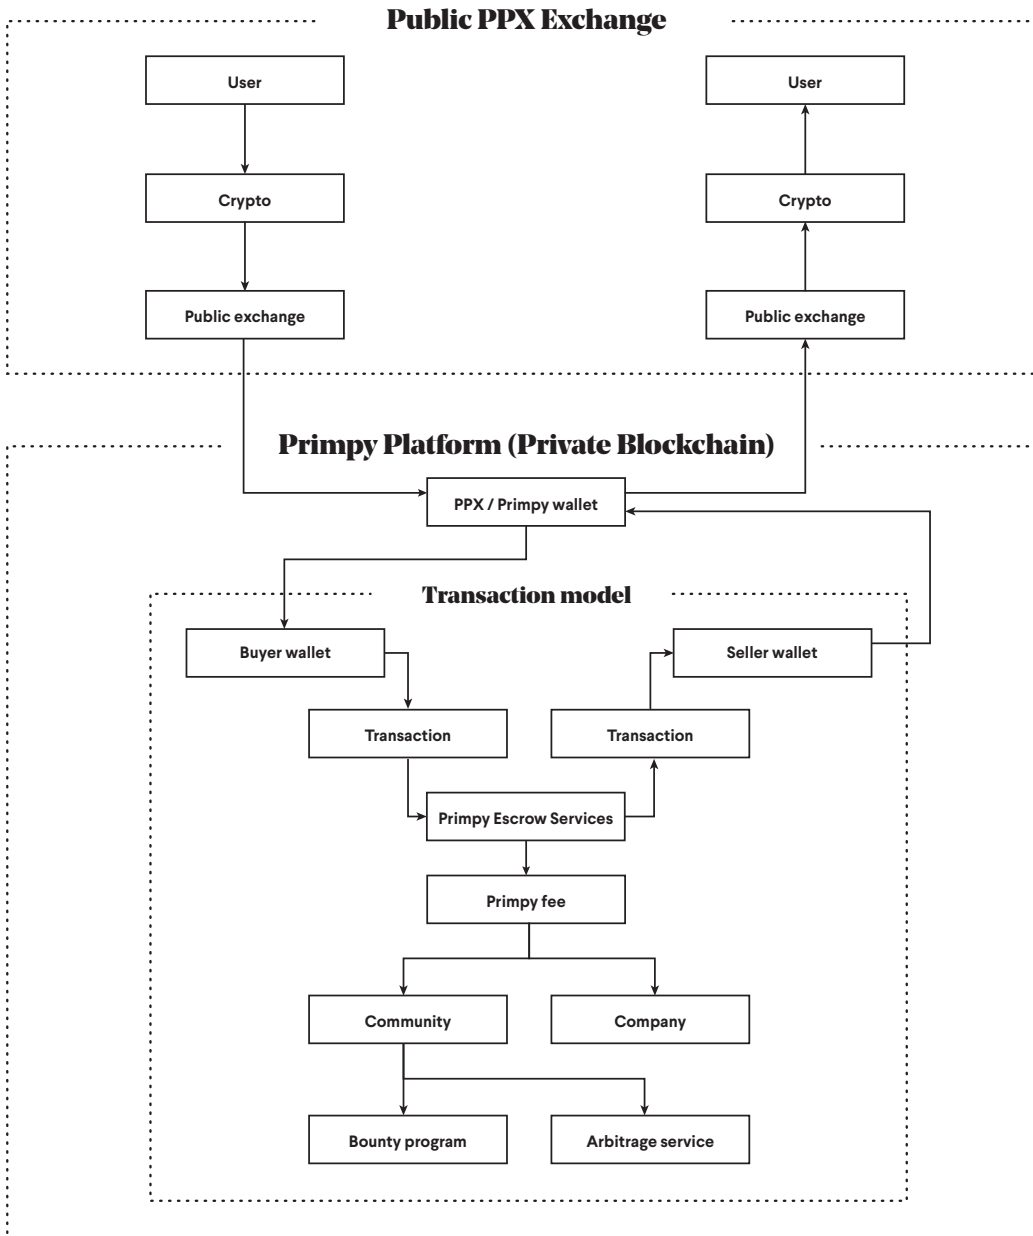 Public PPX Exchange
User
User
Crypto
Crypto
Public exchange
Public exchange
Primpy Platform (Private Blockchain)
PPX / Primpy wallet
Transaction model
Buyer wallet
Seller wallet
Transaction
Transaction
Primpy Escrow Services
Primpy fee
Community
Company
Bounty program
Arbitrage service